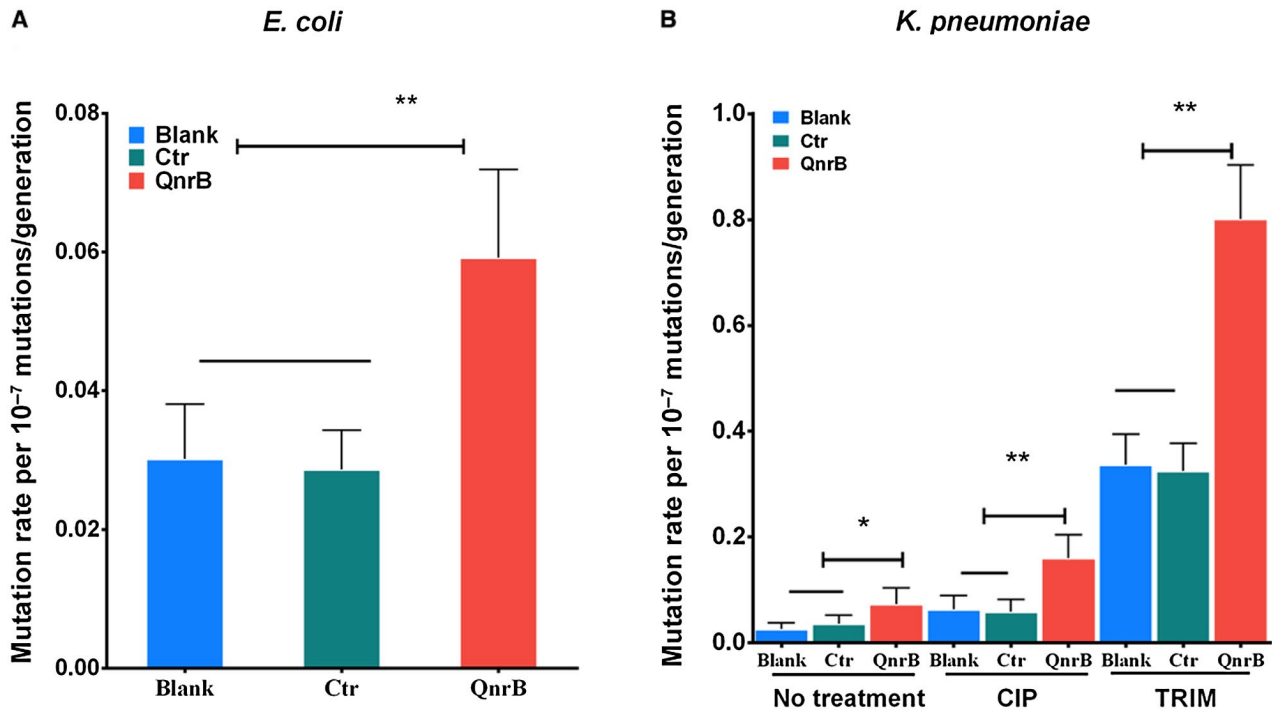 A
E. coli
Mutation rate per 10⁻⁷ mutations/generation
0.08
0.06
0.04
0.02
0.00
Blank
Ctr
QnrB
**
Blank Ctr QnrB
B
K. pneumoniae
Mutation rate per 10⁻⁷ mutations/generation
1.0
0.8
0.6
0.4
0.2
0.0
Blank
Ctr
QnrB
**
**
*
Blank Ctr QnrB Blank Ctr QnrB Blank Ctr QnrB
No treatment CIP TRIM